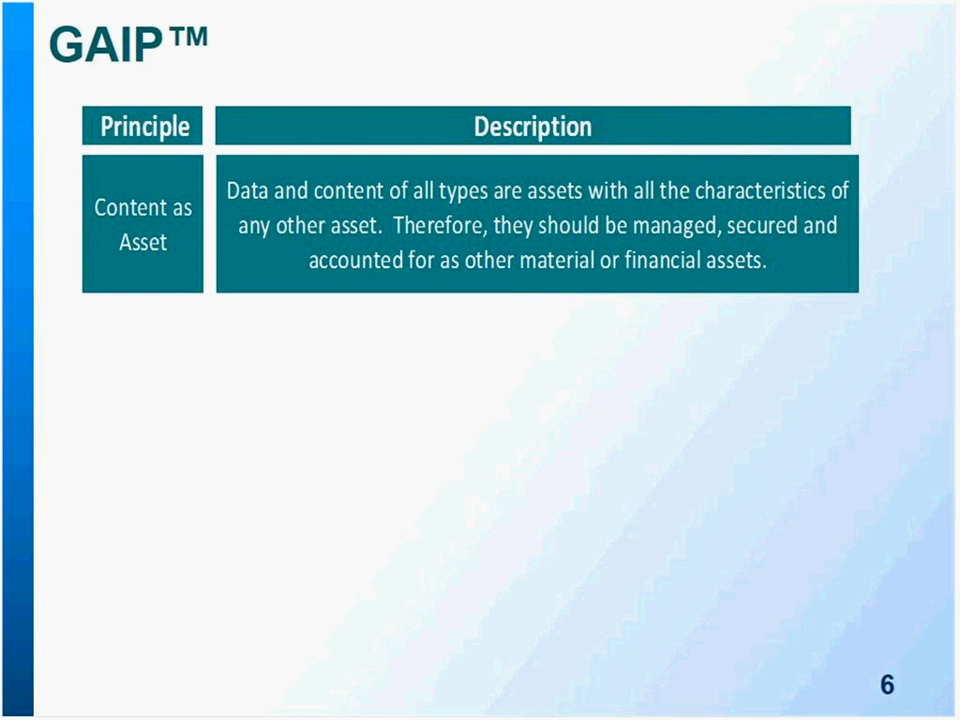 GAIP™
Principle
Description
Content as
Asset
Data and content of all types are assets with all the characteristics of
any other asset.  Therefore, they should be managed, secured and
accounted for as other material or financial assets.
6